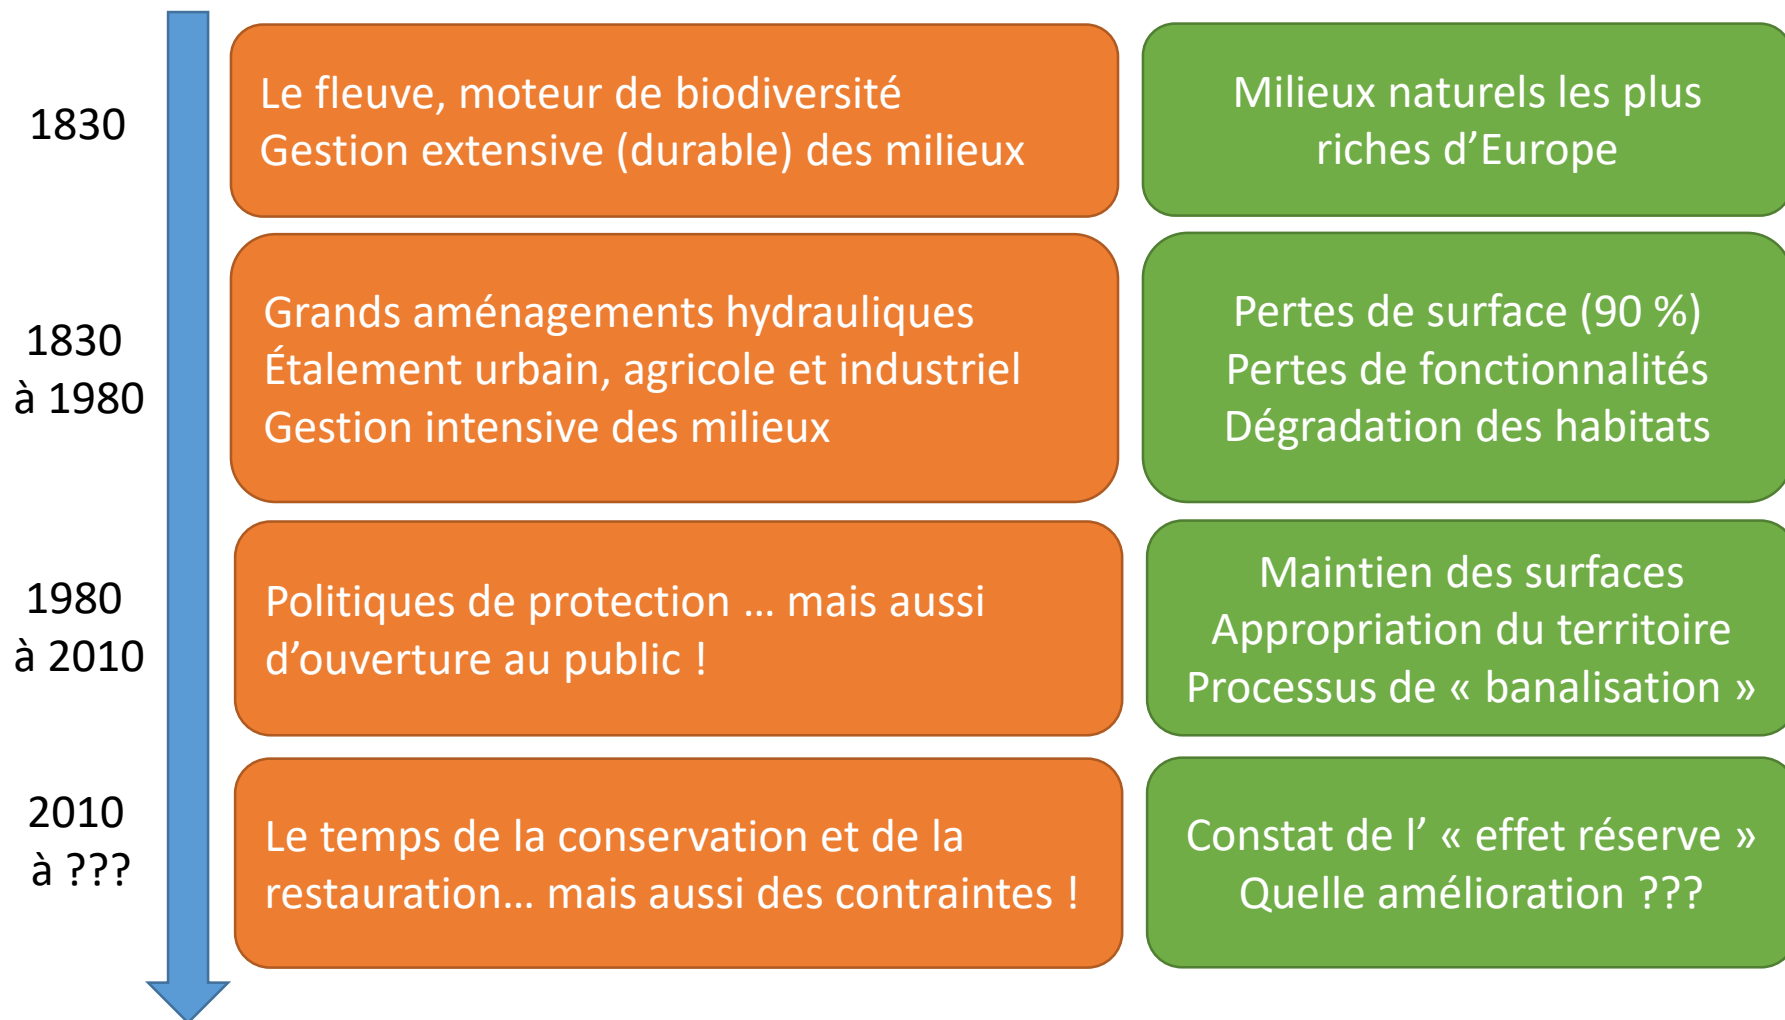 1830
Le fleuve, moteur de biodiversité
Gestion extensive (durable) des milieux
Milieux naturels les plus
riches d’Europe
1830
à 1980
Grands aménagements hydrauliques
Étalement urbain, agricole et industriel
Gestion intensive des milieux
Pertes de surface (90 %)
Pertes de fonctionnalités
Dégradation des habitats
1980
à 2010
Politiques de protection … mais aussi
d’ouverture au public !
Maintien des surfaces
Appropriation du territoire
Processus de « banalisation »
2010
à ???
Le temps de la conservation et de la
restauration… mais aussi des contraintes !
Constat de l’ « effet réserve »
Quelle amélioration ???